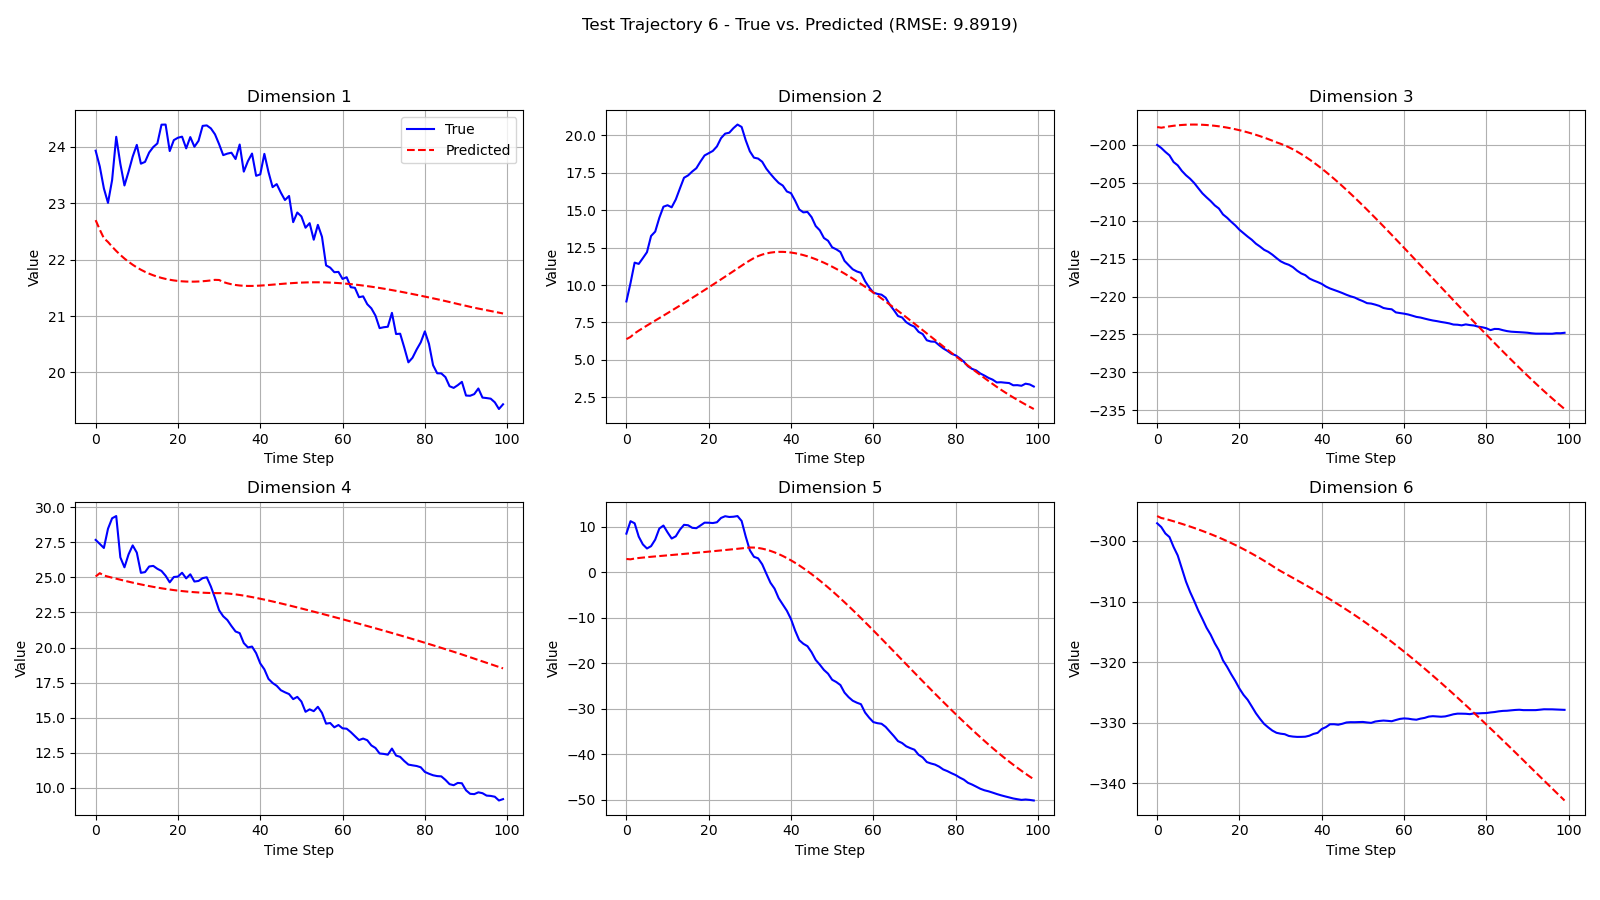 Test Trajectory 6 - True vs. Predicted (RMSE: 9.8919)
Dimension 1
Value
24
23
22
21
20
True
Predicted
0 20 40 60 80 100
Time Step
Dimension 2
Value
20.0
17.5
15.0
12.5
10.0
7.5
5.0
2.5
0 20 40 60 80 100
Time Step
Dimension 3
Value
−200
−205
−210
−215
−220
−225
−230
−235
0 20 40 60 80 100
Time Step
Dimension 4
Value
30.0
27.5
25.0
22.5
20.0
17.5
15.0
12.5
10.0
0 20 40 60 80 100
Time Step
Dimension 5
Value
10
0
−10
−20
−30
−40
−50
0 20 40 60 80 100
Time Step
Dimension 6
Value
−300
−310
−320
−330
−340
0 20 40 60 80 100
Time Step